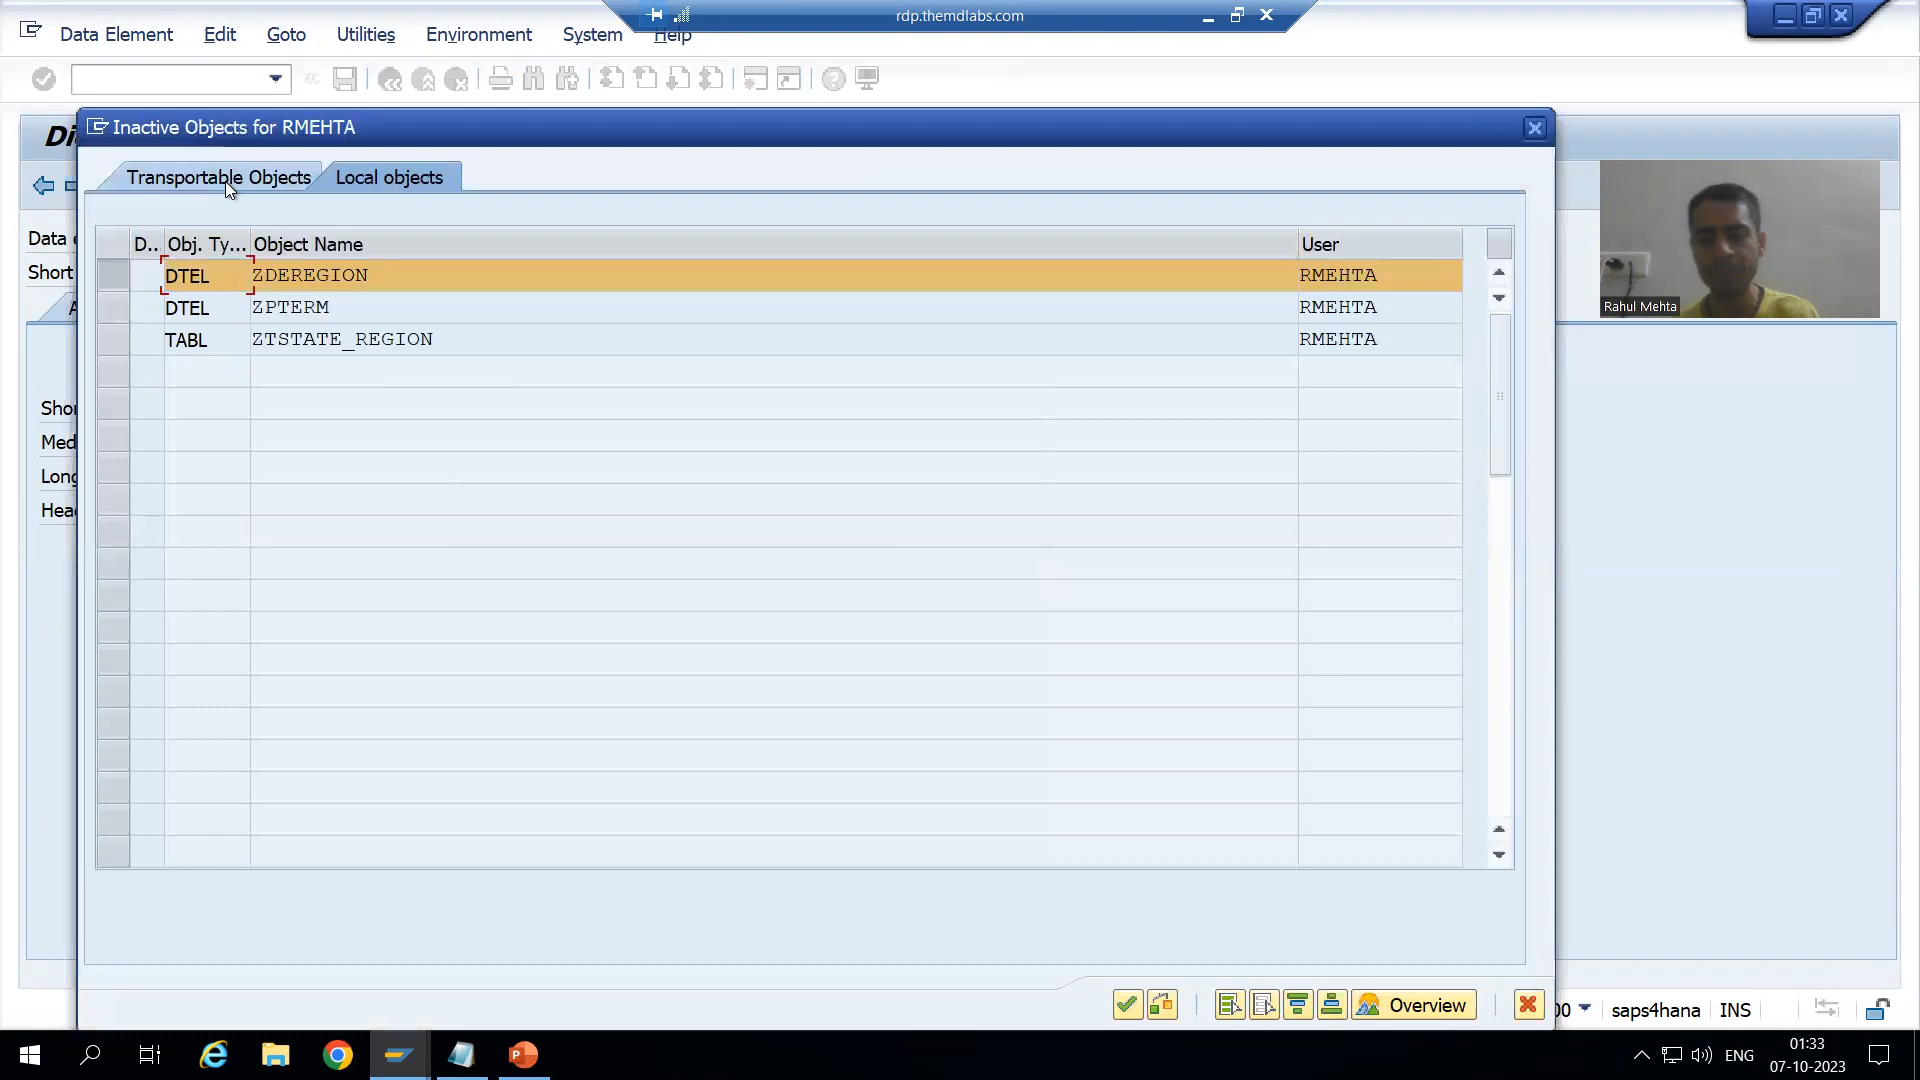 rdp.themdlabs.com
Data Element Edit Goto Utilities Environment System Help
Inactive Objects for RMEHTA
Transportable Objects Local objects
D.. Obj. Ty... Object Name User
DTEL ZDEREGION RMEHTA
DTEL ZPTERM RMEHTA
TABL ZTSTATE_REGION RMEHTA
Data
Short
Med
Rahul Mehta
Overview
saps4hana INS
ENG
01:33
07-10-2023